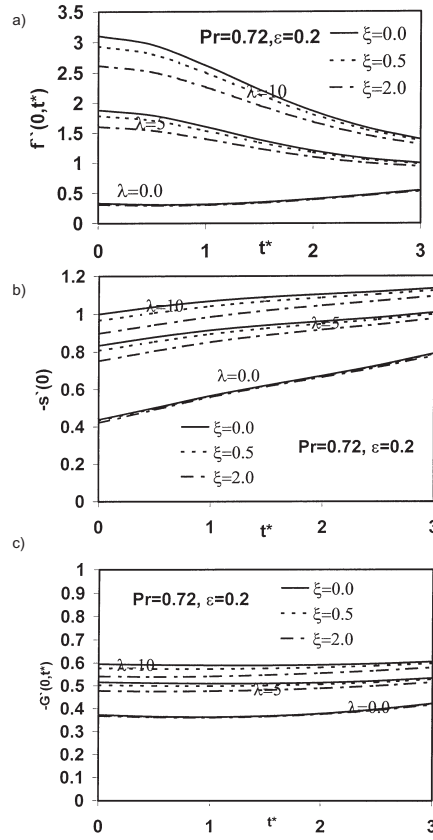 a)
3.5
3
2.5
2
1.5
1
0.5
0
f``(0,t*)
Pr=0.72,ε=0.2
ξ=0.0
ξ=0.5
ξ=2.0
λ=10
λ=5
λ=0.0
0 1 2 3
t*
b)
1.2
1
0.8
0.6
0.4
0.2
0
-s`(0)
λ=10
λ=5
λ=0.0
ξ=0.0
ξ=0.5
ξ=2.0
Pr=0.72, ε=0.2
0 1 2 3
t*
c)
1
0.9
0.8
0.7
0.6
0.5
0.4
0.3
0.2
0.1
0
-G`(0,t*)
Pr=0.72, ε=0.2
ξ=0.0
ξ=0.5
ξ=2.0
λ=10
λ=5
λ=0.0
0 1 2 3
t*